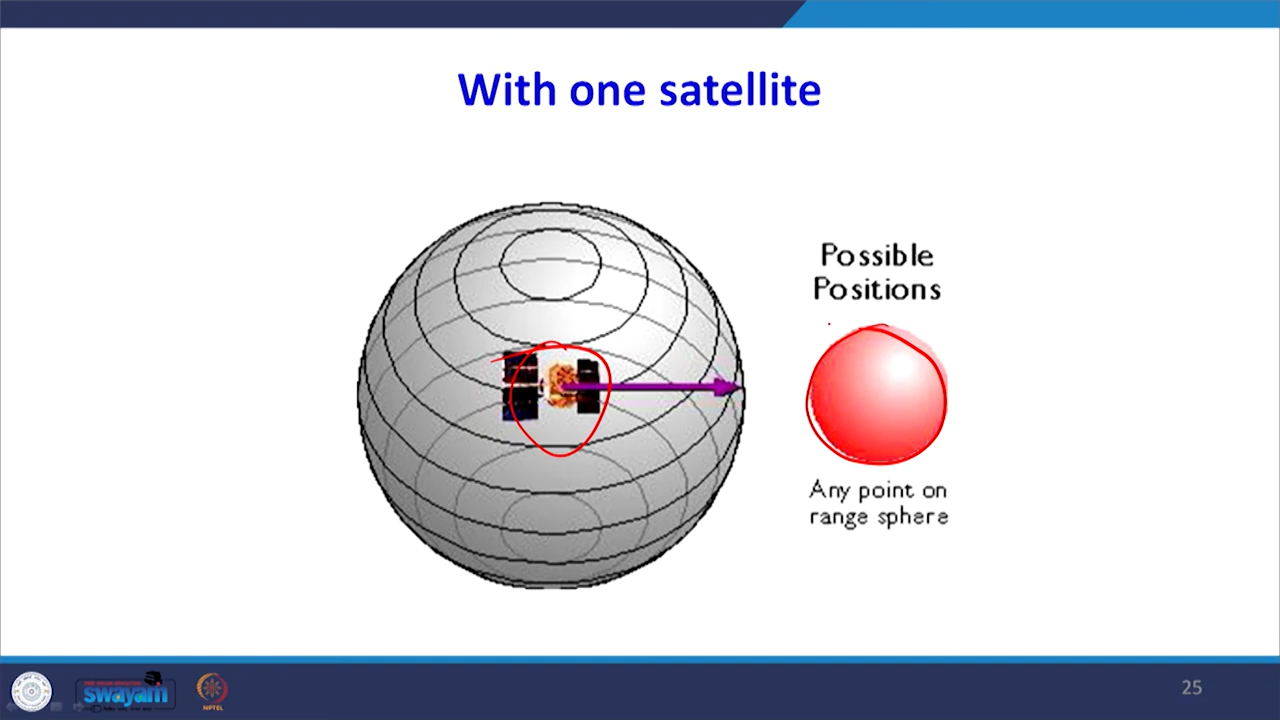 With one satellite
Possible
Positions
Any point on
range sphere
swayam
NPTEL
25